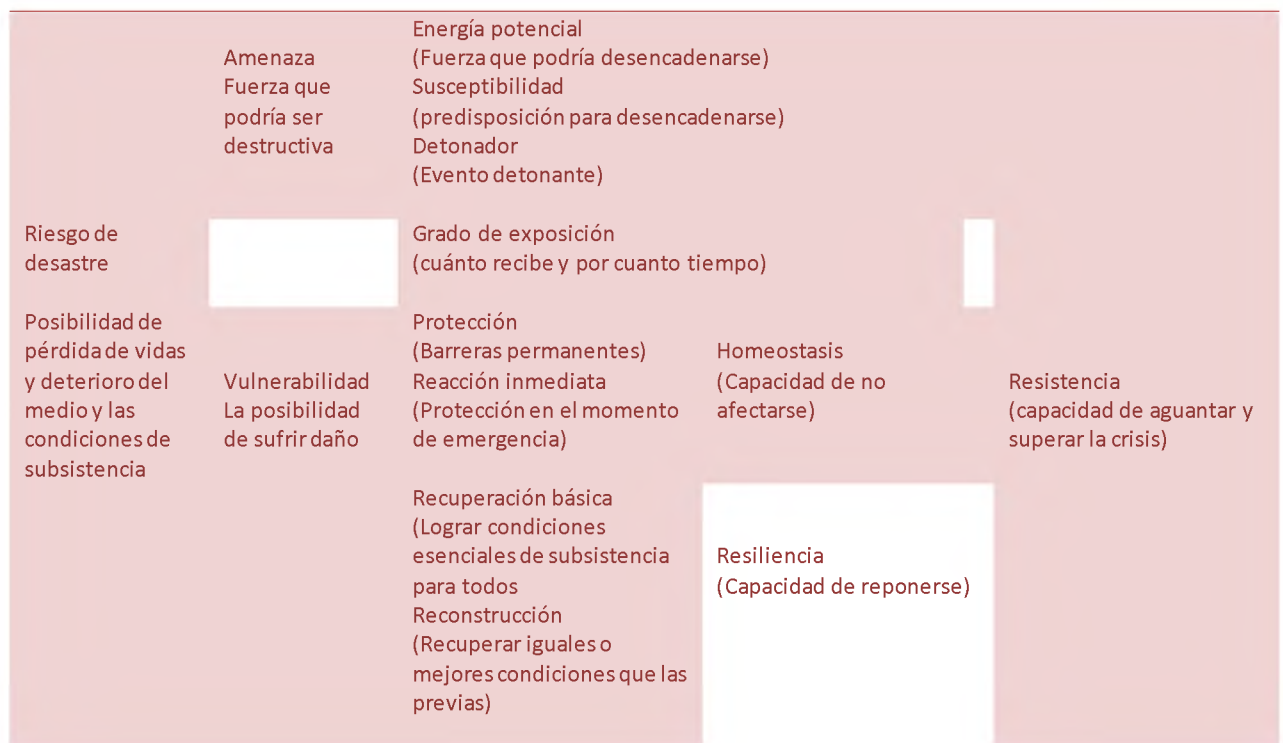 Riesgo de
desastre
Posibilidad de
pérdida de vidas
y deterioro del
medio y las
condiciones de
subsistencia
Amenaza
Fuerza que
podría ser
destructiva
Vulnerabilidad
La posibilidad
de sufrir daño
Energía potencial
(Fuerza que podría desencadenarse)
Susceptibilidad
(predisposición para desencadenarse)
Detonador
(Evento detonante)
Grado de exposición
(cuánto recibe y por cuanto tiempo)
Protección
(Barreras permanentes)
Reacción inmediata
(Protección en el momento
de emergencia)
Recuperación básica
(Lograr condiciones
esenciales de subsistencia
para todos
Reconstrucción
(Recuperar iguales o
mejores condiciones que las
previas)
Homeostasis
(Capacidad de no
afectarse)
Resiliencia
(Capacidad de reponerse)
Resistencia
(capacidad de aguantar y
superar la crisis)